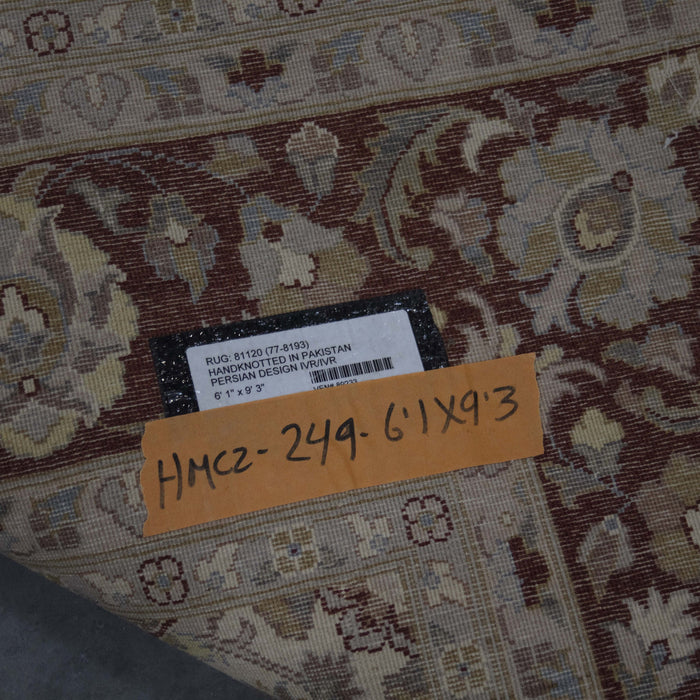 RUG: 81120 (77-8193)
HANDKNOTTED IN PAKISTAN
PERSIAN DESIGN IVR/IVR
6' 1" x 9' 3"
HMCZ-249-6'1X9'3